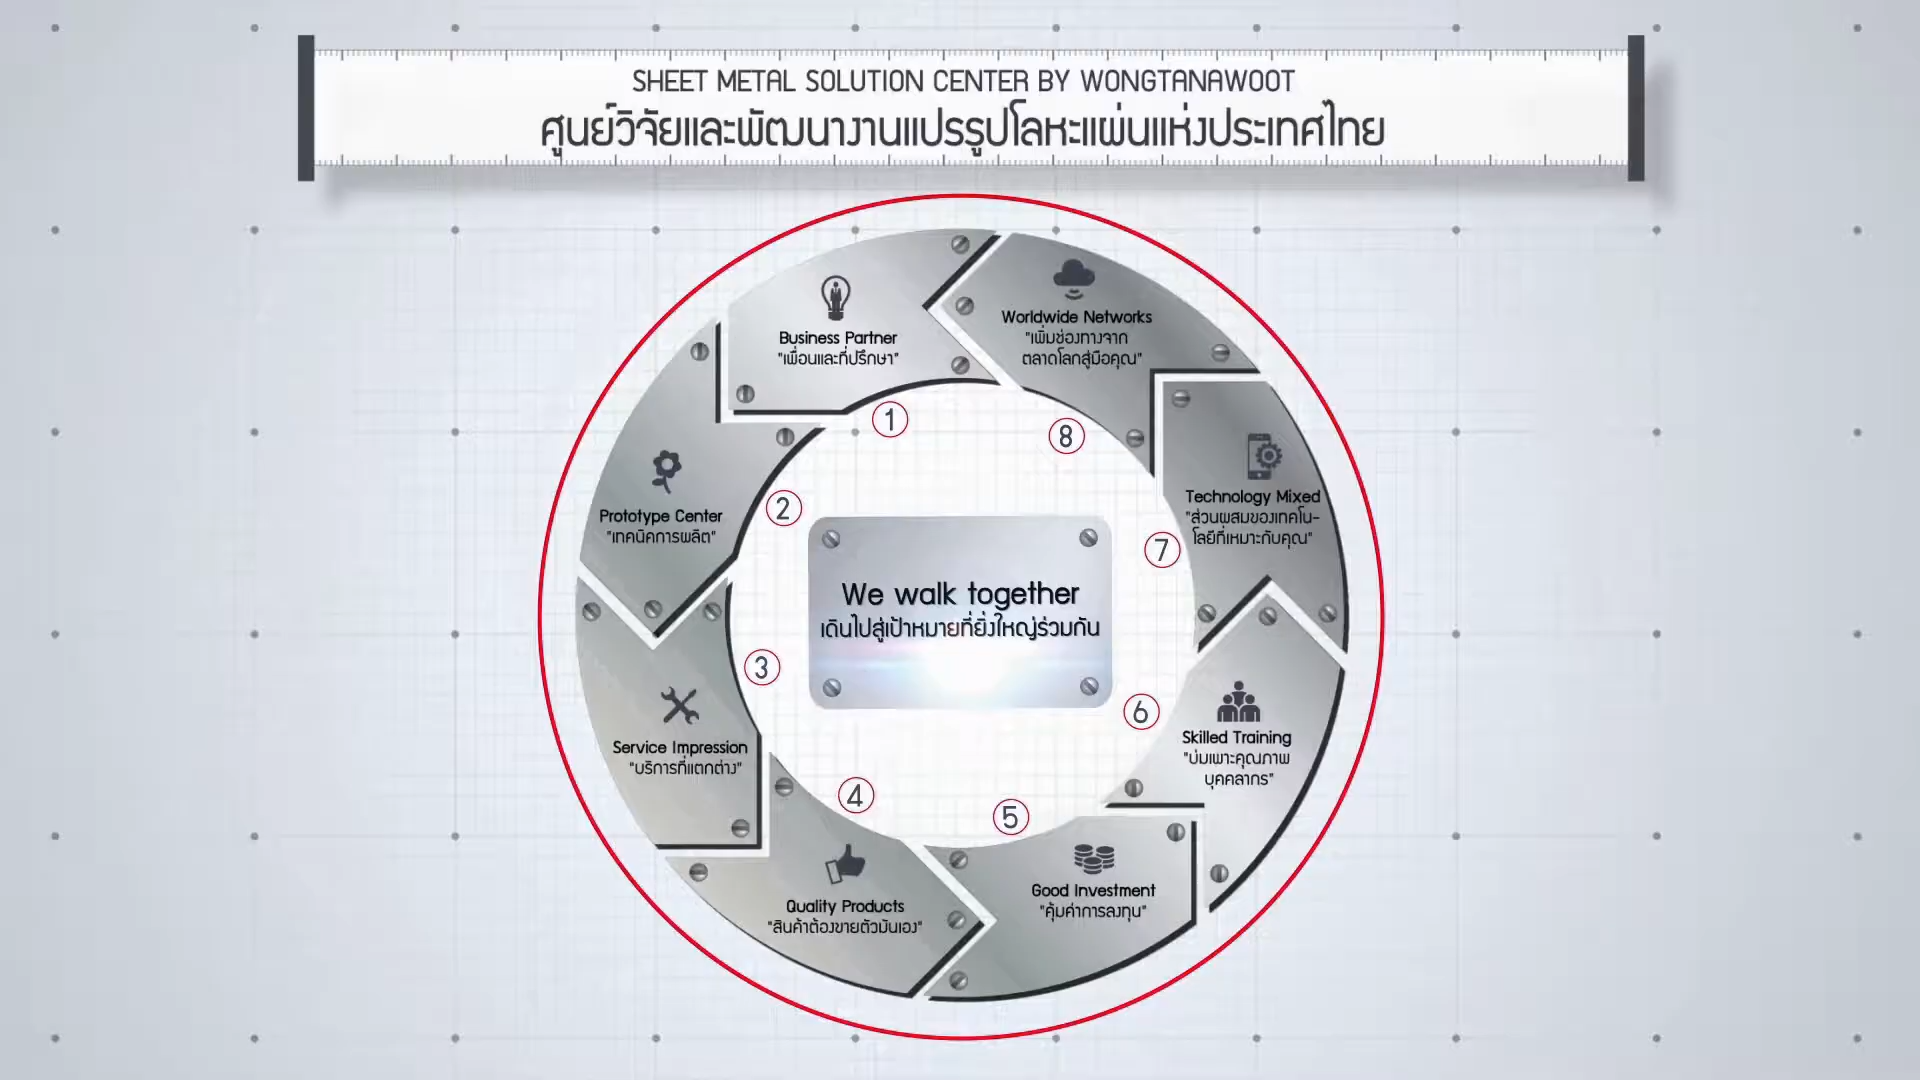 SHEET METAL SOLUTION CENTER BY WONGTANAWOOT
ศูนย์วิจัยและพัฒนางานแปรรูปโลหะแผ่นแห่งประเทศไทย
Business Partner
"เพื่อนและที่ปรึกษา"
1
Prototype Center
"เทคนิคการผลิต"
2
Service Impression
"บริการที่แตกต่าง"
3
Quality Products
"สินค้าต้องขายตัวมันเอง"
4
Good Investment
"คุ้มค่าการลงทุน"
5
Skilled Training
"บ่มเพาะคุณภาพ
บุคคลากร"
6
Technology Mixed
"ส่วนผสมของเทคโน-
โลยีที่เหมาะกับคุณ"
7
Worldwide Networks
"เพิ่มช่องทางจาก
ตลาดโลกสู่มือคุณ"
8
We walk together
เดินไปสู่เป้าหมายที่ยิ่งใหญ่ร่วมกัน